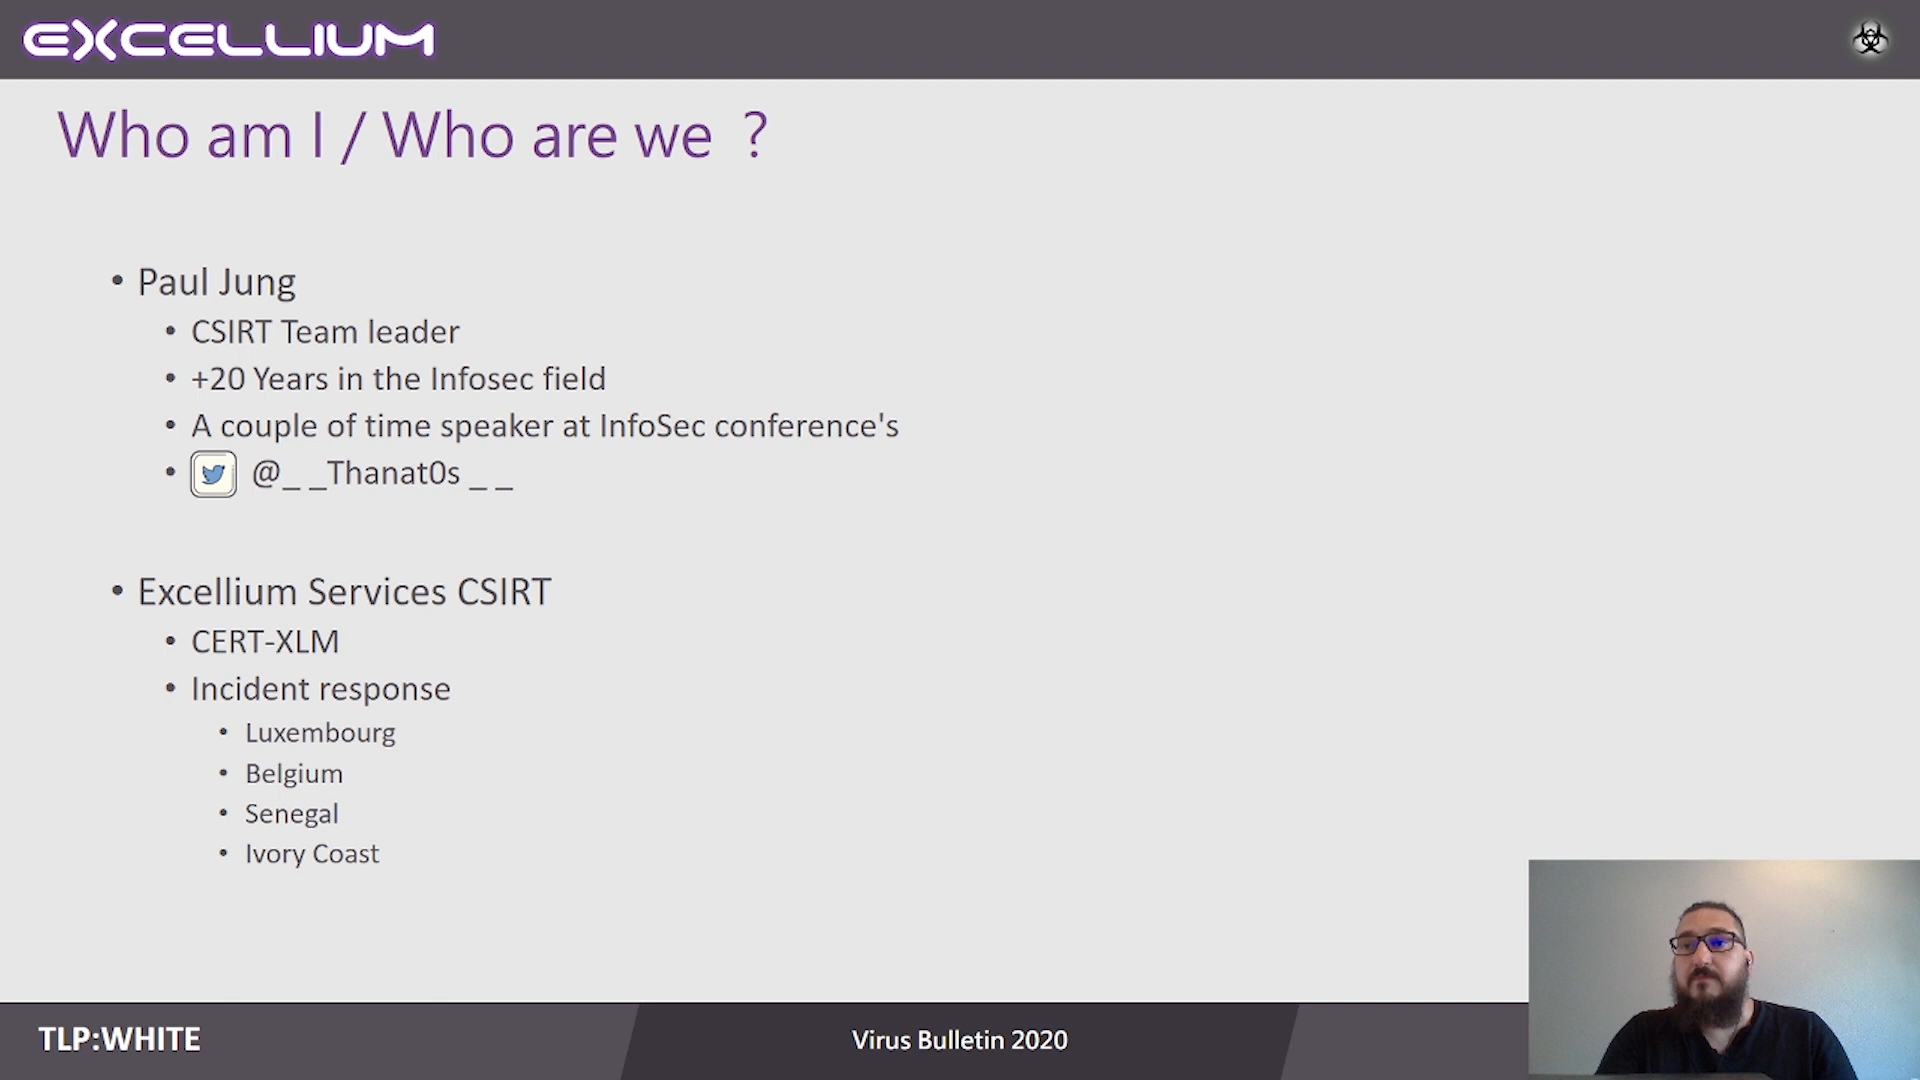 EXCELLIUM
Who am I / Who are we ?
• Paul Jung
• CSIRT Team leader
• +20 Years in the Infosec field
• A couple of time speaker at InfoSec conference's
• @_ _Thanat0s _ _
• Excellium Services CSIRT
• CERT-XLM
• Incident response
• Luxembourg
• Belgium
• Senegal
• Ivory Coast
TLP:WHITE
Virus Bulletin 2020